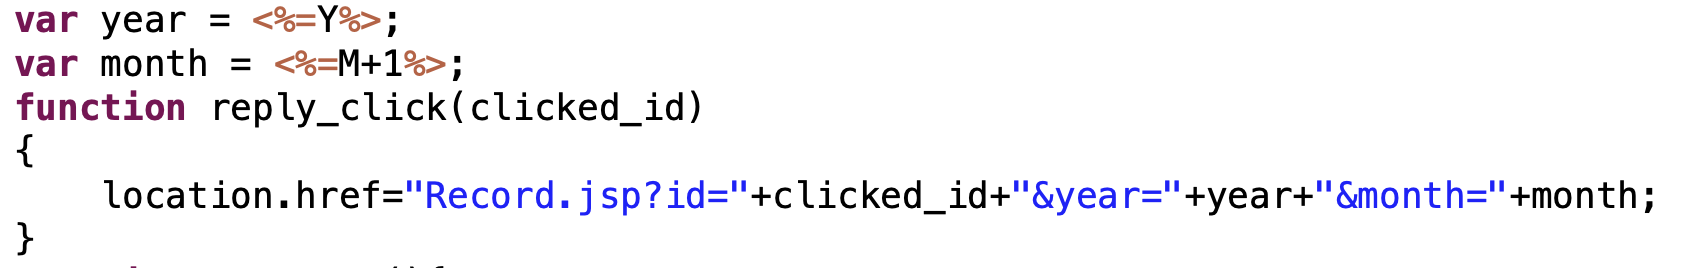 var year = <%=Y%>;
var month = <%=M+1%>;
function reply_click(clicked_id)
{
    location.href="Record.jsp?id="+clicked_id+"&year="+year+"&month="+month;
}